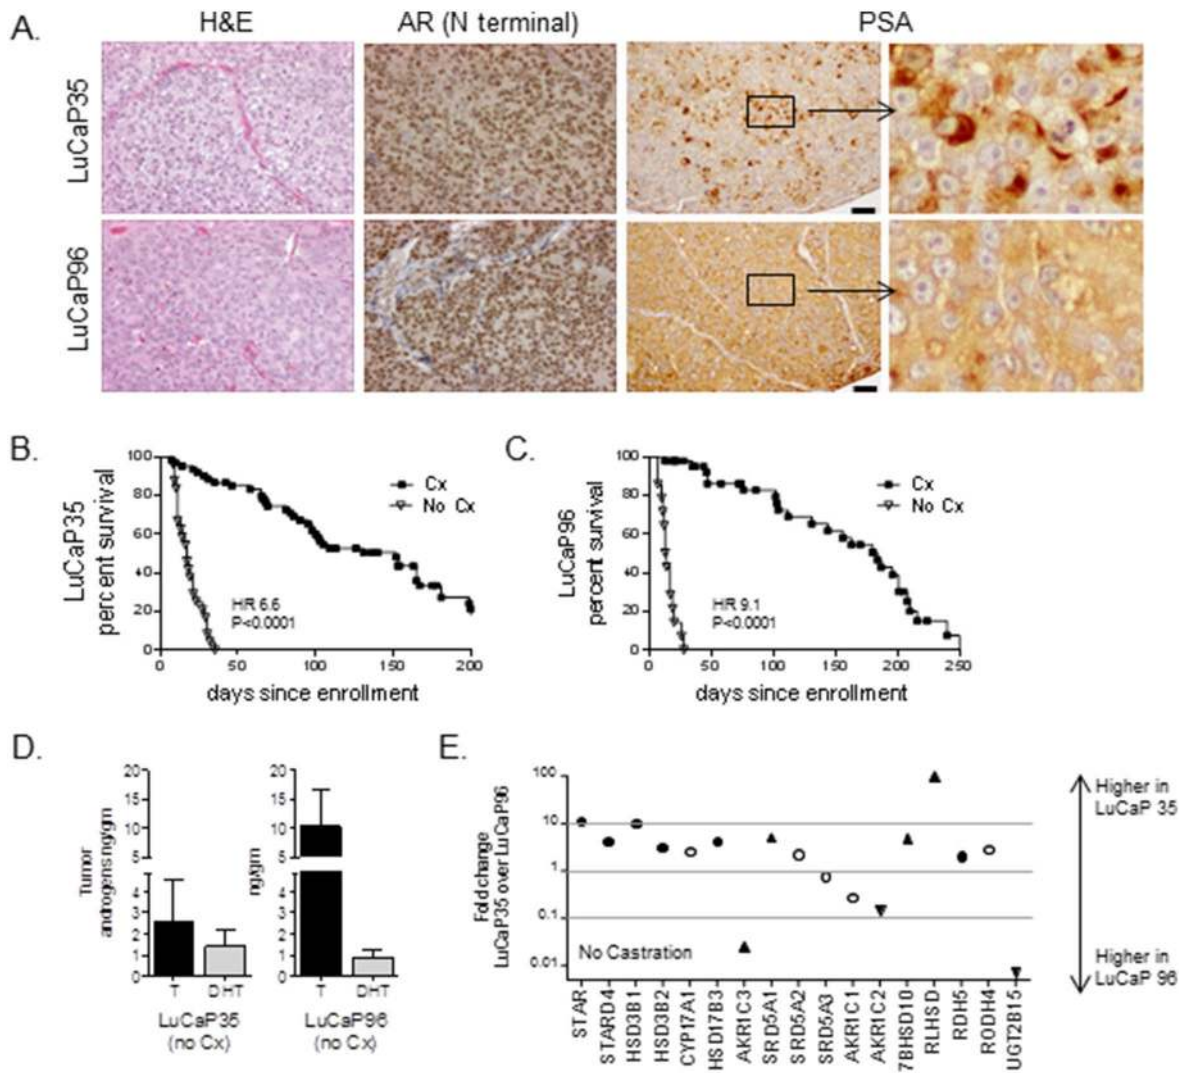 A.
H&E
AR (N terminal)
PSA
LuCaP35
LuCaP96
B.
LuCaP35
percent survival
100
80
60
40
20
0
Cx
No Cx
HR 6.6
P<0.0001
0 50 100 150 200
days since enrollment
C.
LuCaP96
percent survival
100
80
60
40
20
0
Cx
No Cx
HR 9.1
P<0.0001
0 50 100 150 200 250
days since enrollment
D.
Tumor
androgens ng/gm
20
15
10
5
4
3
2
1
0
T DHT
LuCaP35
(no Cx)
ng/gm
20
15
10
5
4
3
2
1
0
T DHT
LuCaP96
(no Cx)
E.
Fold change
LuCaP35 over LuCaP96
100
10
1
0.1
0.01
No Castration
STAR
STARD4
HSD3B1
HSD3B2
CYP17A1
HSD17B3
AKR1C3
SRD5A1
SRD5A2
SRD5A3
AKR1C1
AKR1C2
7BHSD10
RLHSD
RDH5
RODH4
UGT2B15
Higher in
LuCaP 35
Higher in
LuCaP 96